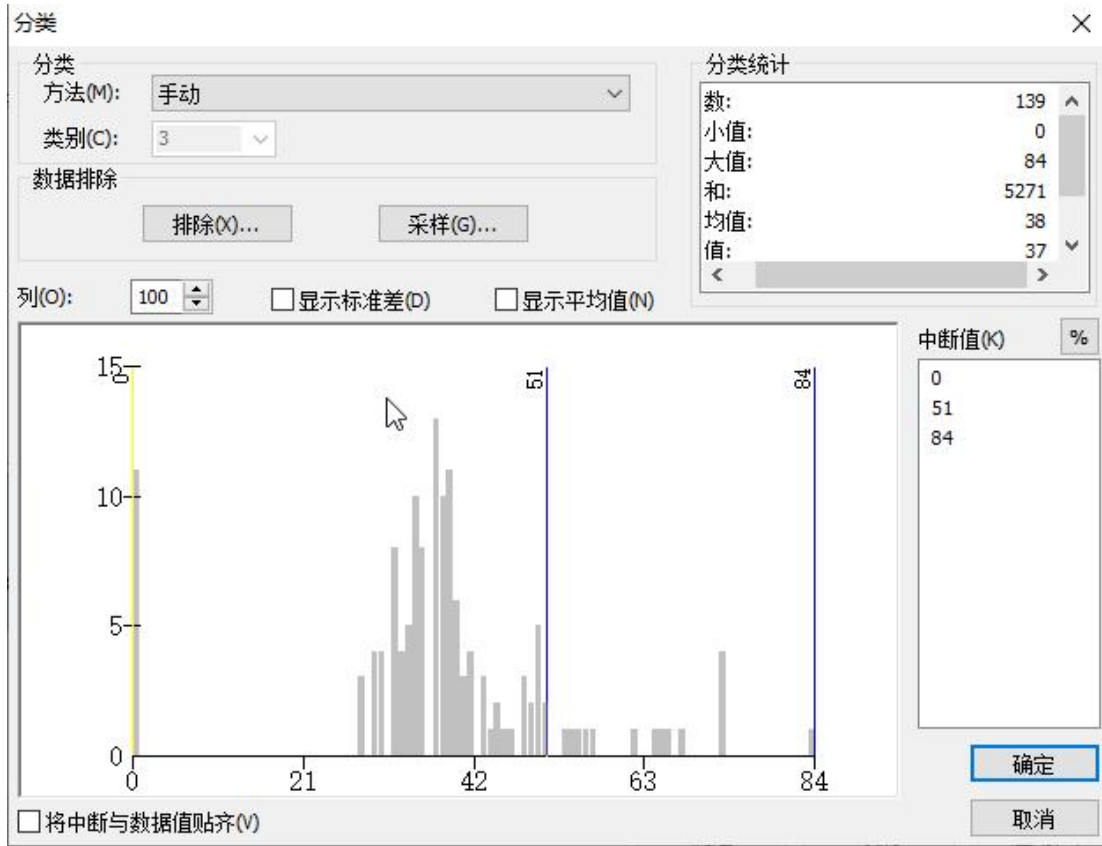 分类
分类
方法(M): 手动
类别(C): 3
数据排除
排除(X)... 采样(G)...
分类统计
数: 139
小值: 0
大值: 84
和: 5271
均值: 38
值: 37
列(O): 100 显示标准差(D) 显示平均值(N)
中断值(K) %
0
51
84
15
10
5
0
0 51 84
0 21 42 63 84
将中断与数据值贴齐(V)
确定
取消